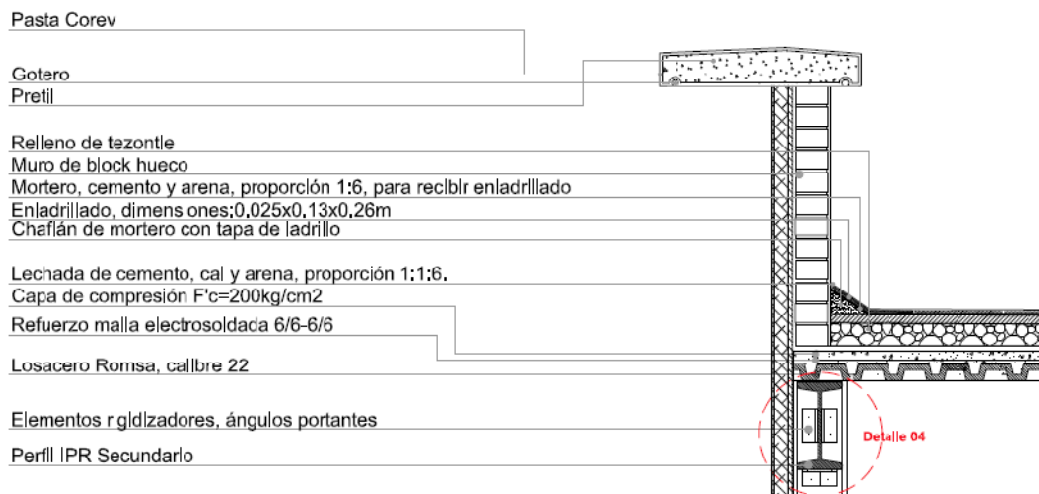 Pasta Corev
Gotero
Pretil
Relleno de tezontle
Muro de block hueco
Mortero, cemento y arena, proporción 1:6, para recibir enladrillado
Enladrillado, dimens ones:0.025x0.13x0.26m
Chaflán de mortero con tapa de ladrillo
Lechada de cemento, cal y arena, proporción 1:1:6.
Capa de compresión F'c=200kg/cm2
Refuerzo malla electrosoldada 6/6-6/6
Losacero Romsa, calibre 22
Elementos r gidizadores, ángulos portantes
Detalle 04
Perfil IPR Secundario